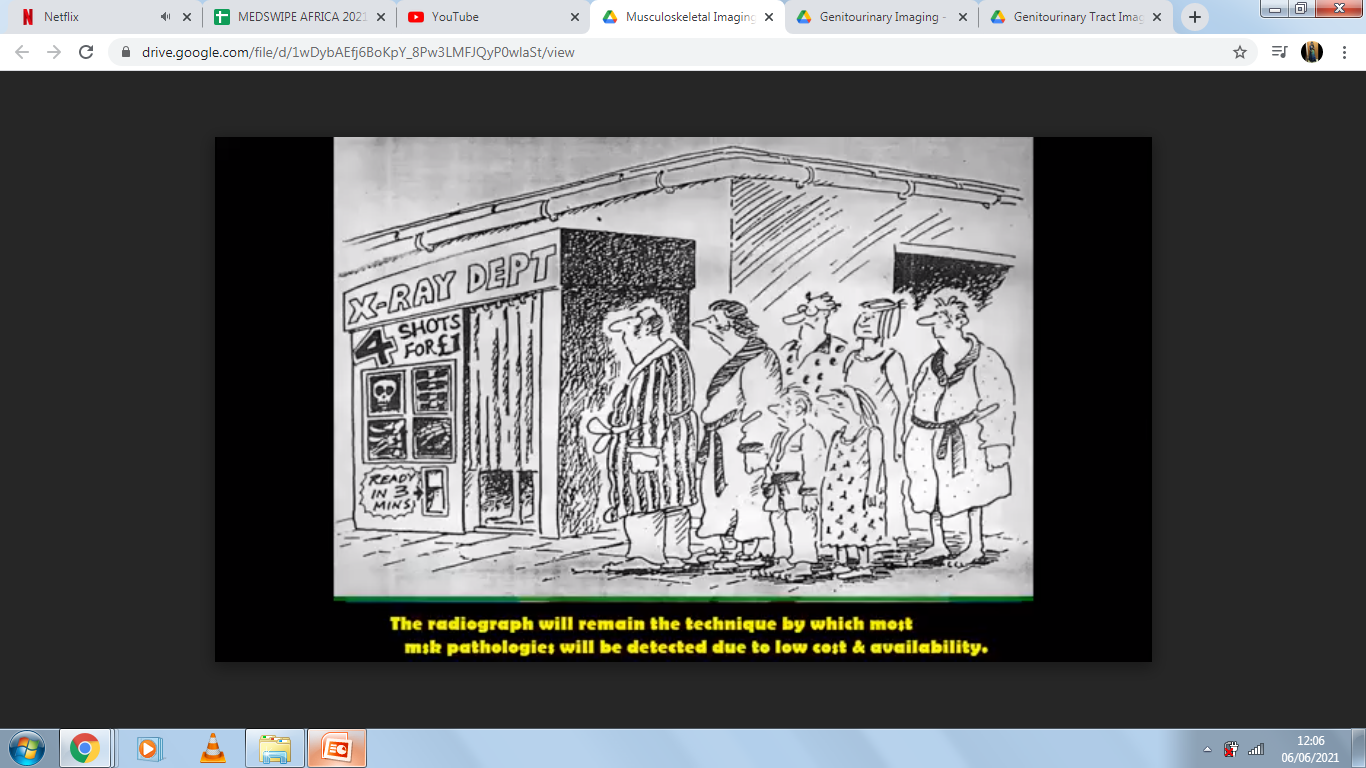 Netflix
MEDSWIPE AFRICA 2021
YouTube
Musculoskeletal Imaging
Genitourinary Imaging -
Genitourinary Tract Imag
drive.google.com/file/d/1wDybAEfj6BoKpY_8Pw3LMFJQyP0wIaSt/view
X-RAY DEPT
4 SHOTS
FOR £1
READY
IN 3
MINS!
The radiograph will remain the technique by which most
msk pathologies will be detected due to low cost & availability.
12:06
06/06/2021